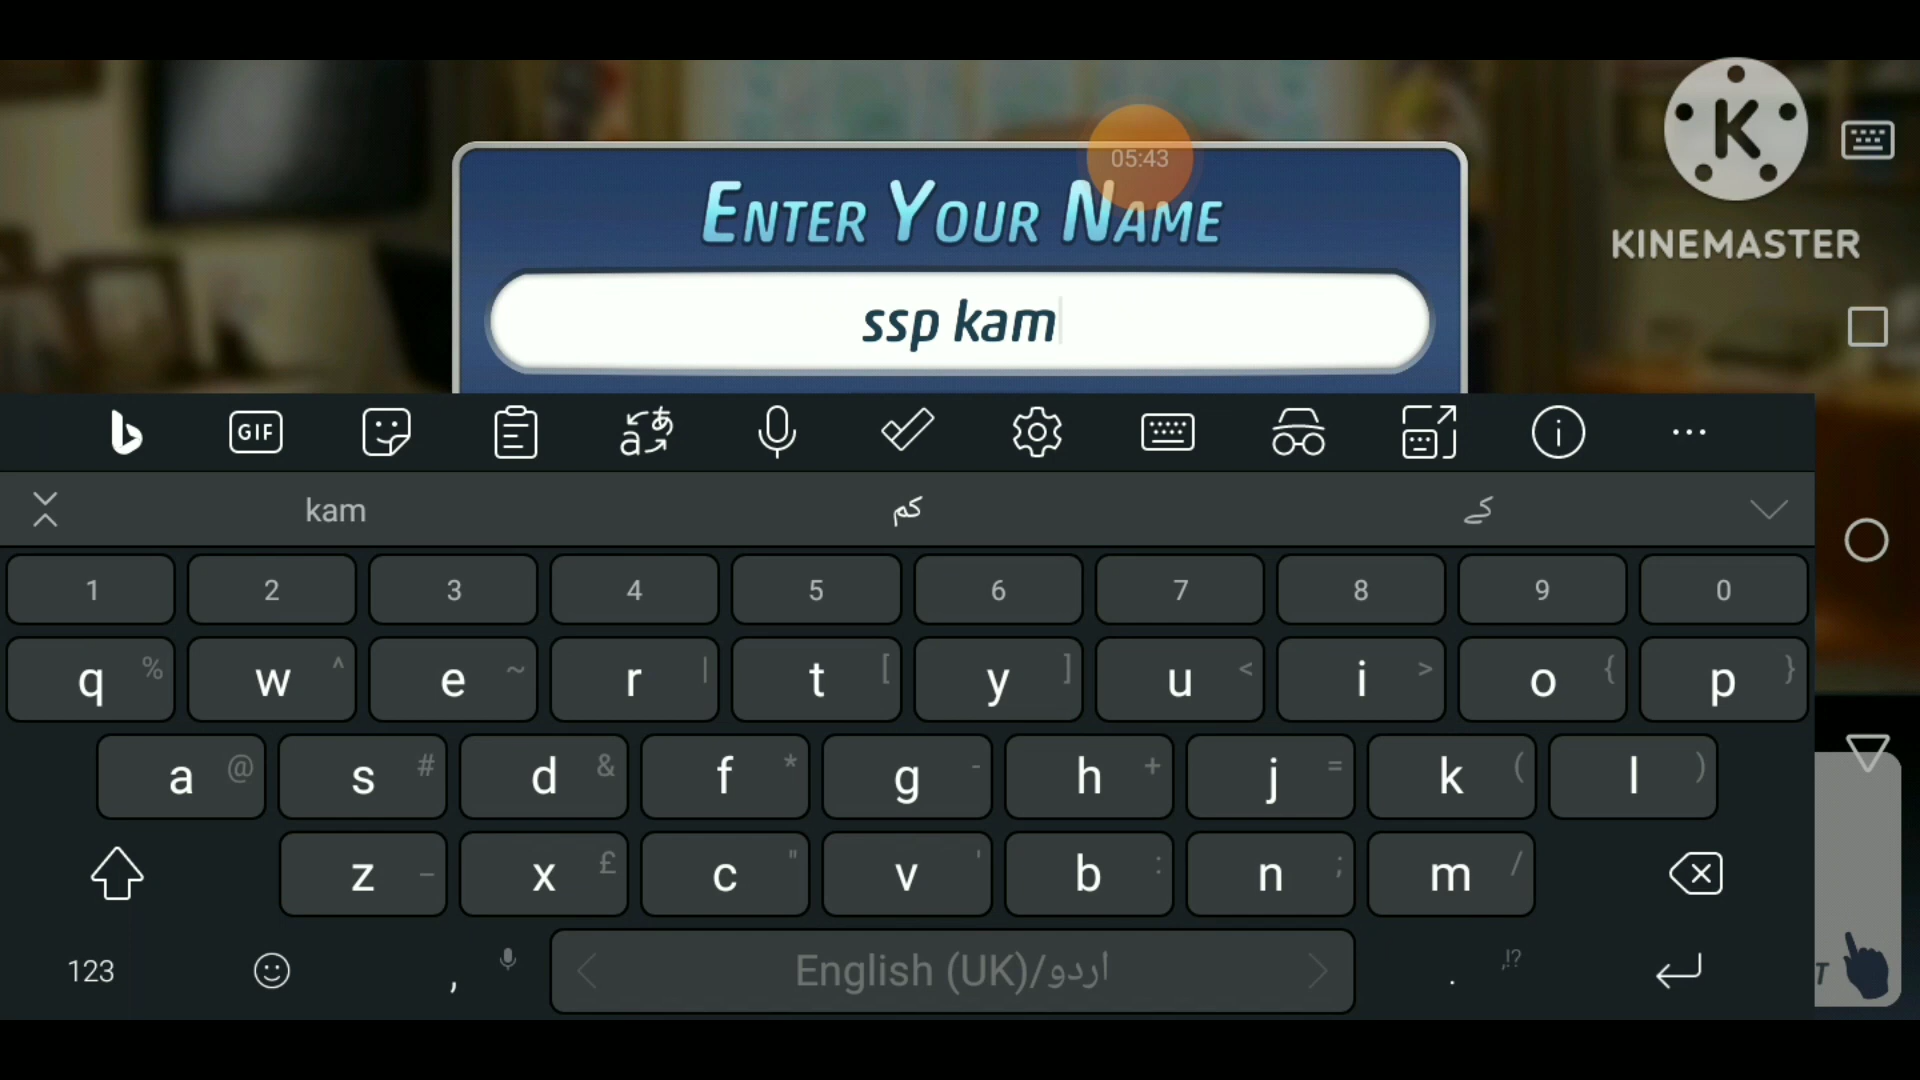 05:43
ENTER YOUR NAME
K
KINEMASTER
ssp kam
GIF
kam کم کے
1 2 3 4 5 6 7 8 9 0
q % w ^ e ~ r | t [ y ] u < i > o { p }
a @ s # d & f * g - h + j = k ( l )
z _ x £ c " v ' b : n ; m /
123 , English (UK)/اردو . ,!?
T